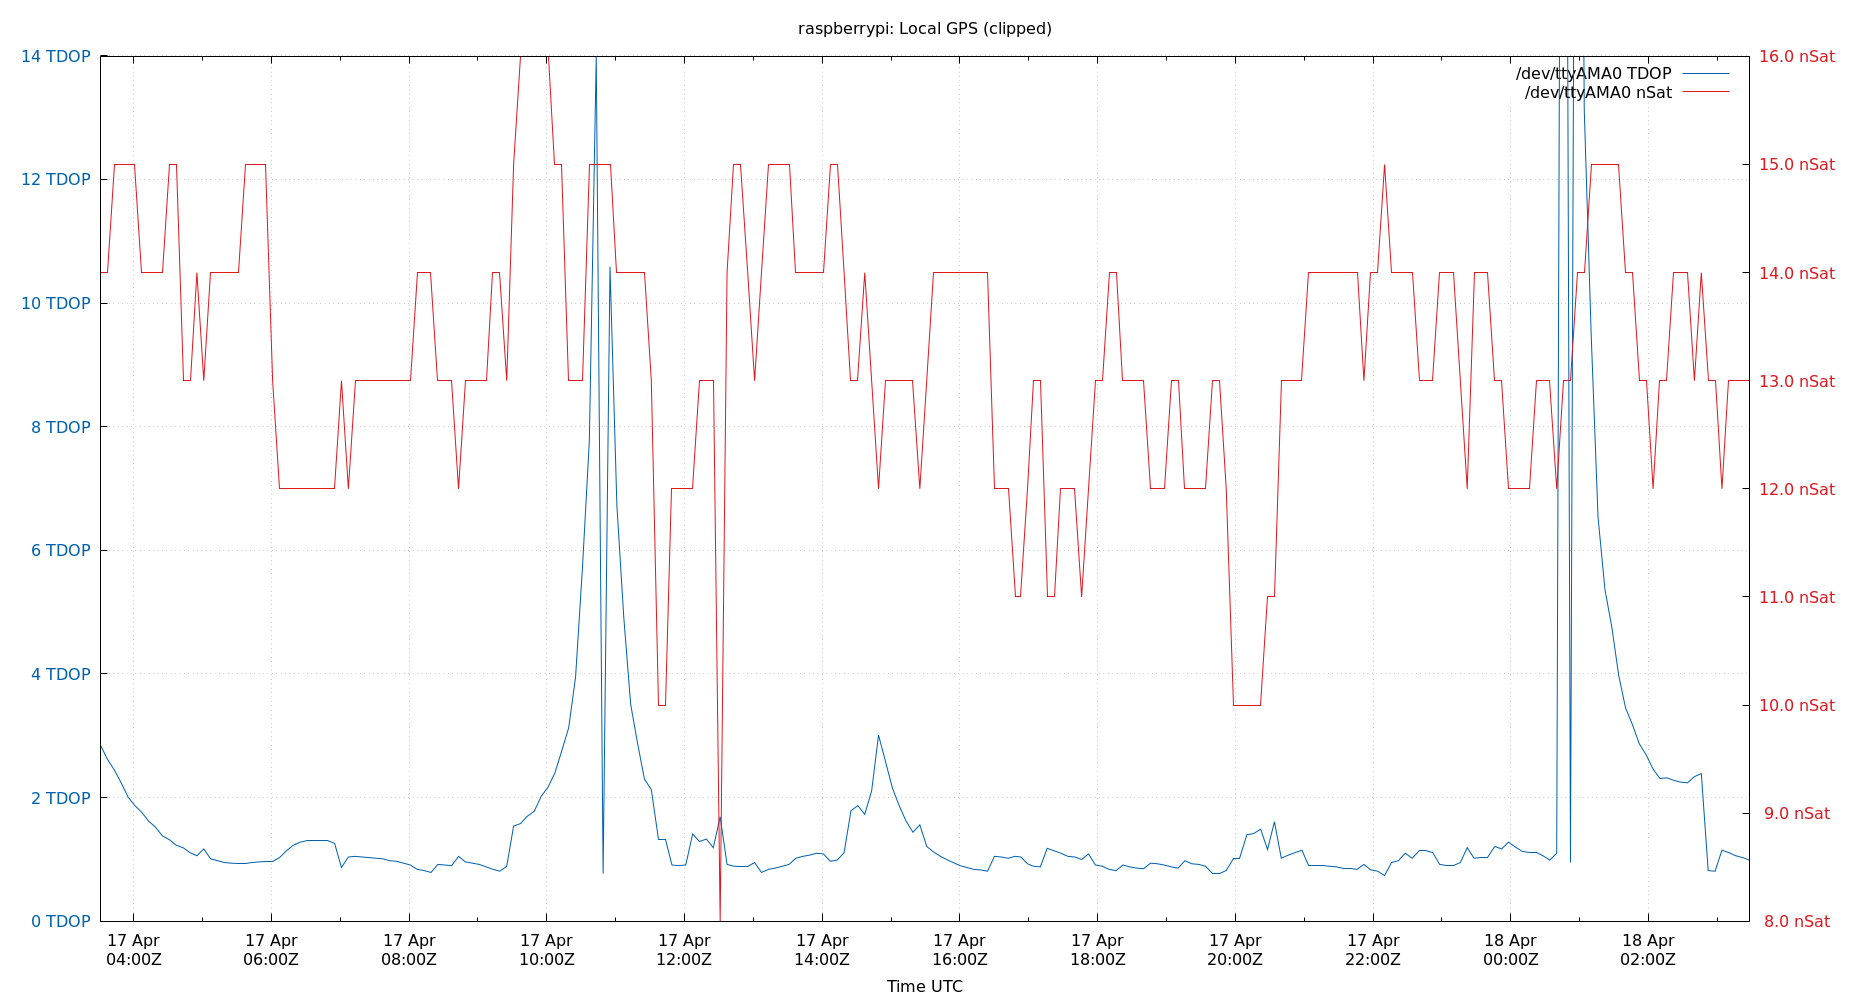 raspberrypi: Local GPS (clipped)
14 TDOP
12 TDOP
10 TDOP
8 TDOP
6 TDOP
4 TDOP
2 TDOP
0 TDOP
16.0 nSat
15.0 nSat
14.0 nSat
13.0 nSat
12.0 nSat
11.0 nSat
10.0 nSat
9.0 nSat
8.0 nSat
/dev/ttyAMA0 TDOP
/dev/ttyAMA0 nSat
17 Apr
04:00Z
17 Apr
06:00Z
17 Apr
08:00Z
17 Apr
10:00Z
17 Apr
12:00Z
17 Apr
14:00Z
17 Apr
16:00Z
17 Apr
18:00Z
17 Apr
20:00Z
17 Apr
22:00Z
18 Apr
00:00Z
18 Apr
02:00Z
Time UTC